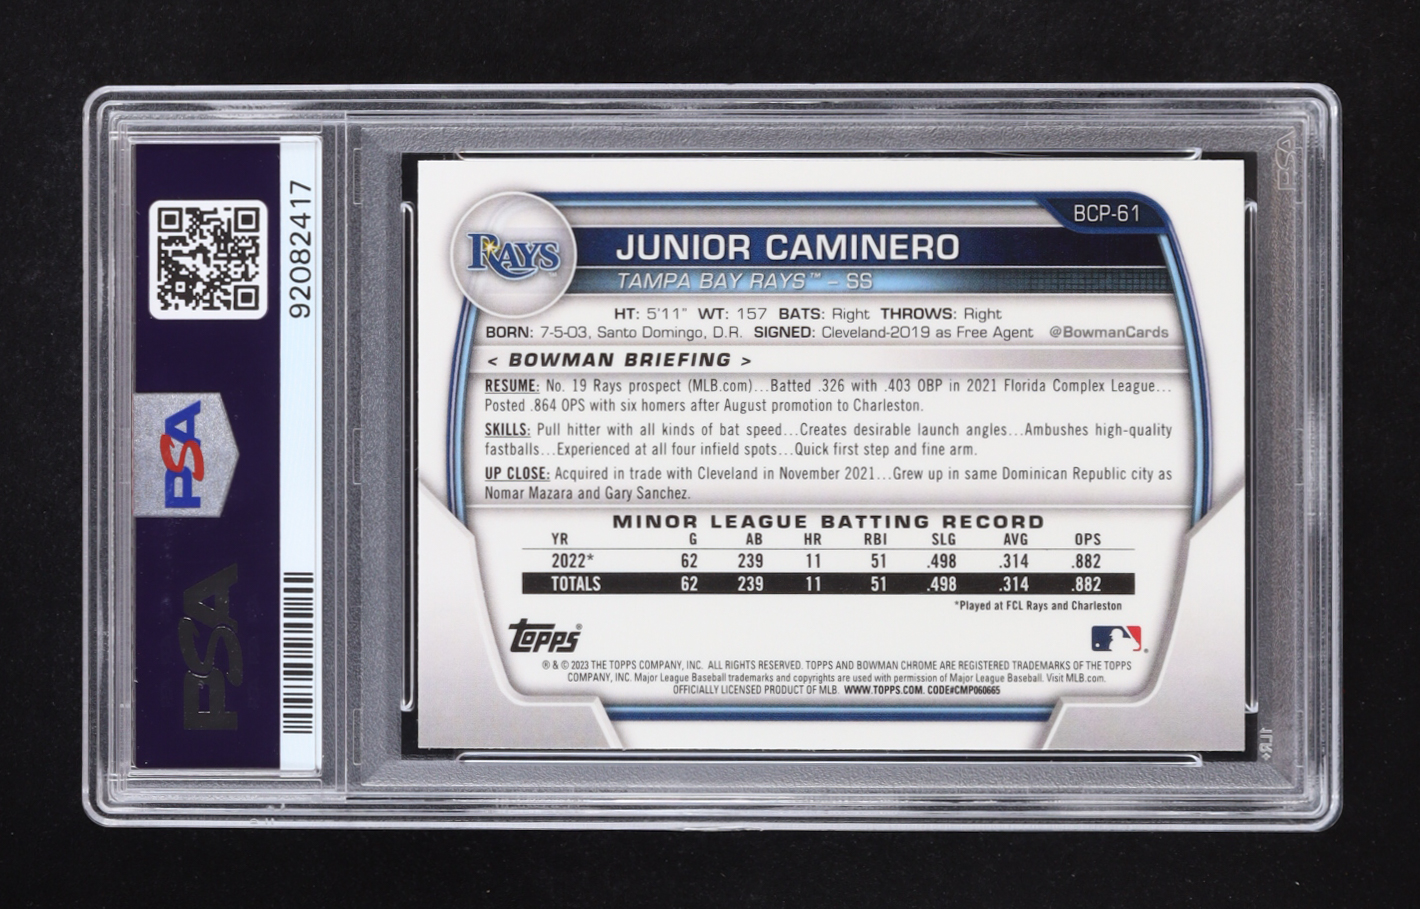 92082417
PSA
PSA
PSA
BCP-61
RAYS
JUNIOR CAMINERO
TAMPA BAY RAYS™ – SS
HT: 5'11" WT: 157 BATS: Right THROWS: Right
BORN: 7-5-03, Santo Domingo, D.R. SIGNED: Cleveland-2019 as Free Agent @BowmanCards
< BOWMAN BRIEFING >
RESUME: No. 19 Rays prospect (MLB.com)...Batted .326 with .403 OBP in 2021 Florida Complex League...
Posted .864 OPS with six homers after August promotion to Charleston.
SKILLS: Pull hitter with all kinds of bat speed...Creates desirable launch angles...Ambushes high-quality
fastballs...Experienced at all four infield spots...Quick first step and fine arm.
UP CLOSE: Acquired in trade with Cleveland in November 2021...Grew up in same Dominican Republic city as
Nomar Mazara and Gary Sanchez.
MINOR LEAGUE BATTING RECORD
YR G AB HR RBI SLG AVG OPS
2022* 62 239 11 51 .498 .314 .882
TOTALS 62 239 11 51 .498 .314 .882
*Played at FCL Rays and Charleston
Topps®
® & © 2023 THE TOPPS COMPANY, INC. ALL RIGHTS RESERVED. TOPPS AND BOWMAN CHROME ARE REGISTERED TRADEMARKS OF THE TOPPS
COMPANY, INC. Major League Baseball trademarks and copyrights are used with permission of Major League Baseball. Visit MLB.com.
OFFICIALLY LICENSED PRODUCT OF MLB. WWW.TOPPS.COM. CODE#CMP060665